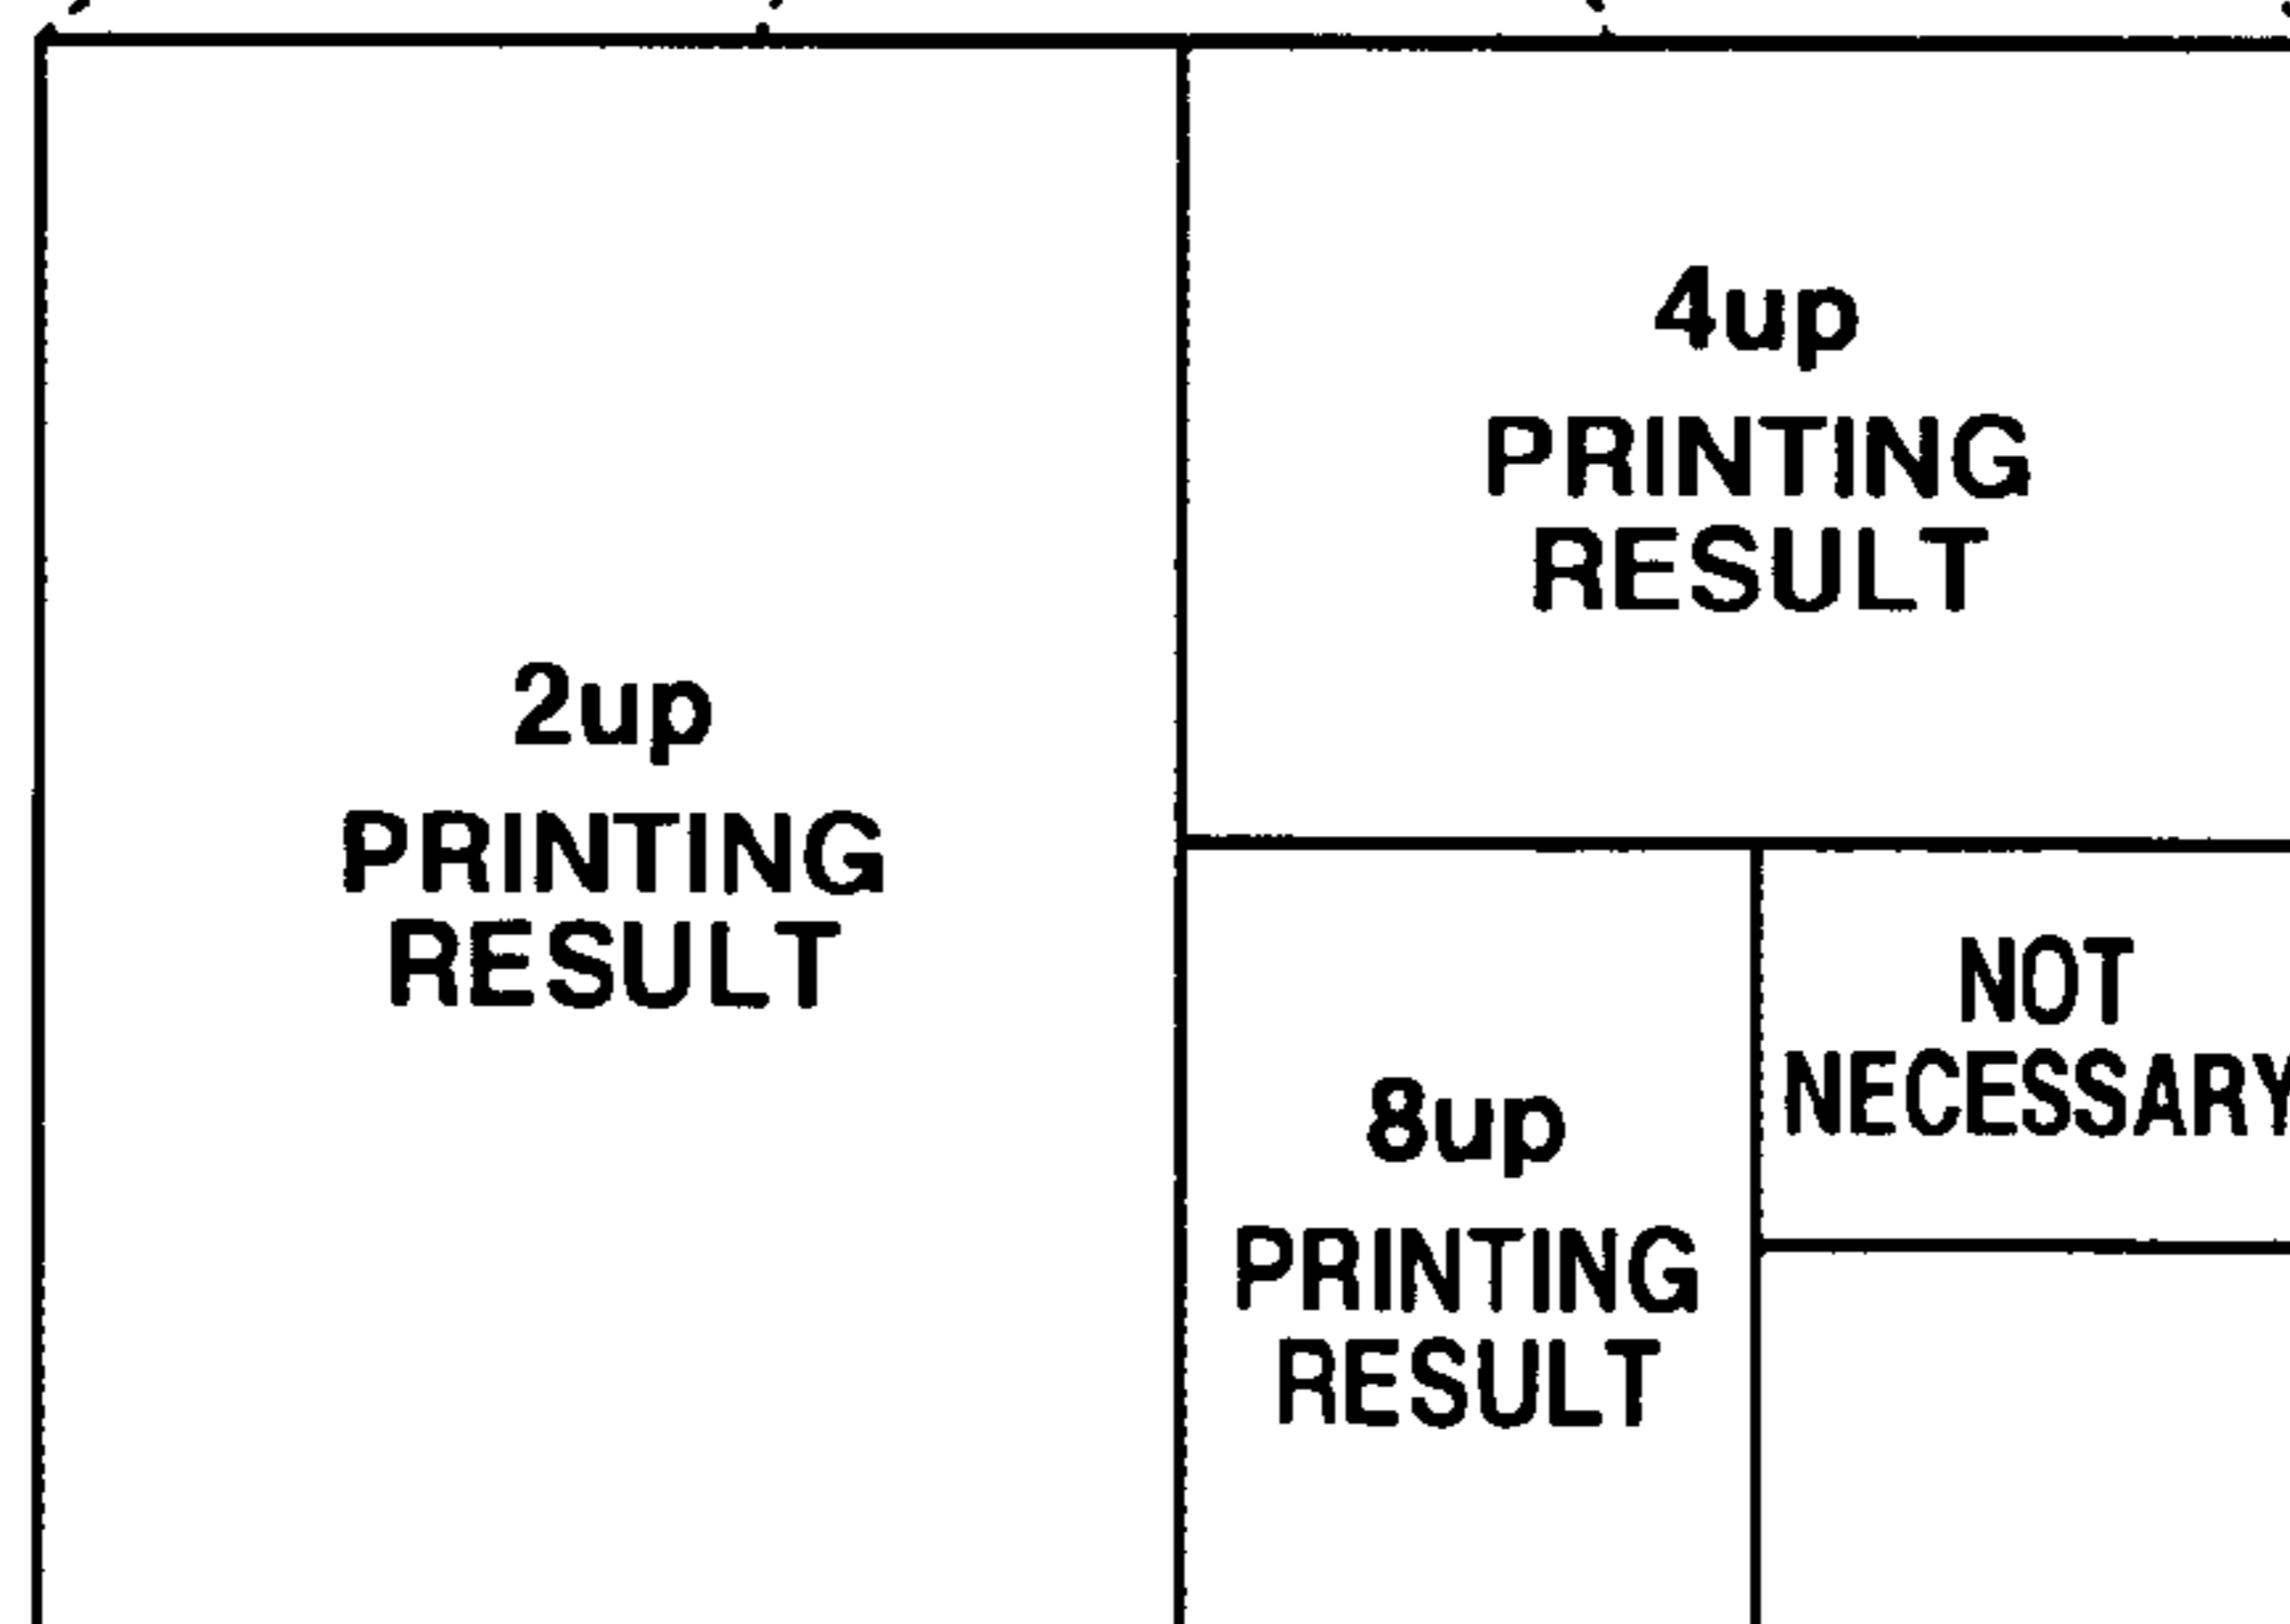 2up
PRINTING
RESULT
4up
PRINTING
RESULT
8up
PRINTING
RESULT
NOT
NECESSARY